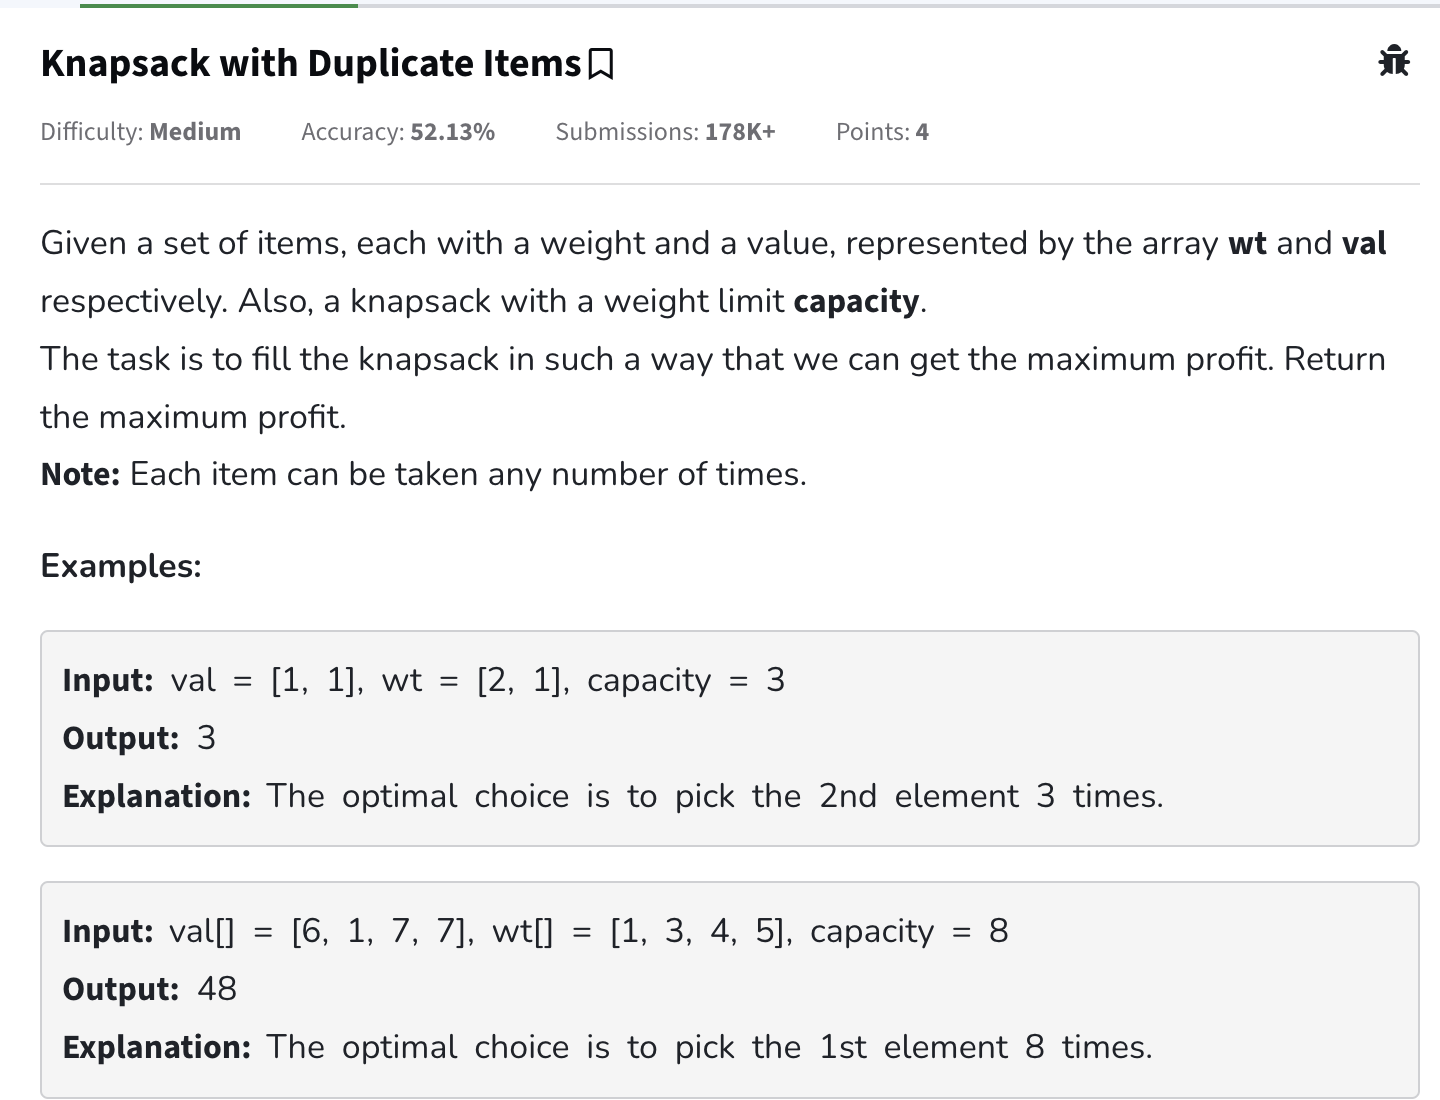 Knapsack with Duplicate Items
Difficulty: Medium Accuracy: 52.13% Submissions: 178K+ Points: 4
Given a set of items, each with a weight and a value, represented by the array wt and val
respectively. Also, a knapsack with a weight limit capacity.
The task is to fill the knapsack in such a way that we can get the maximum profit. Return
the maximum profit.
Note: Each item can be taken any number of times.
Examples:
Input: val = [1, 1], wt = [2, 1], capacity = 3
Output: 3
Explanation: The optimal choice is to pick the 2nd element 3 times.
Input: val[] = [6, 1, 7, 7], wt[] = [1, 3, 4, 5], capacity = 8
Output: 48
Explanation: The optimal choice is to pick the 1st element 8 times.